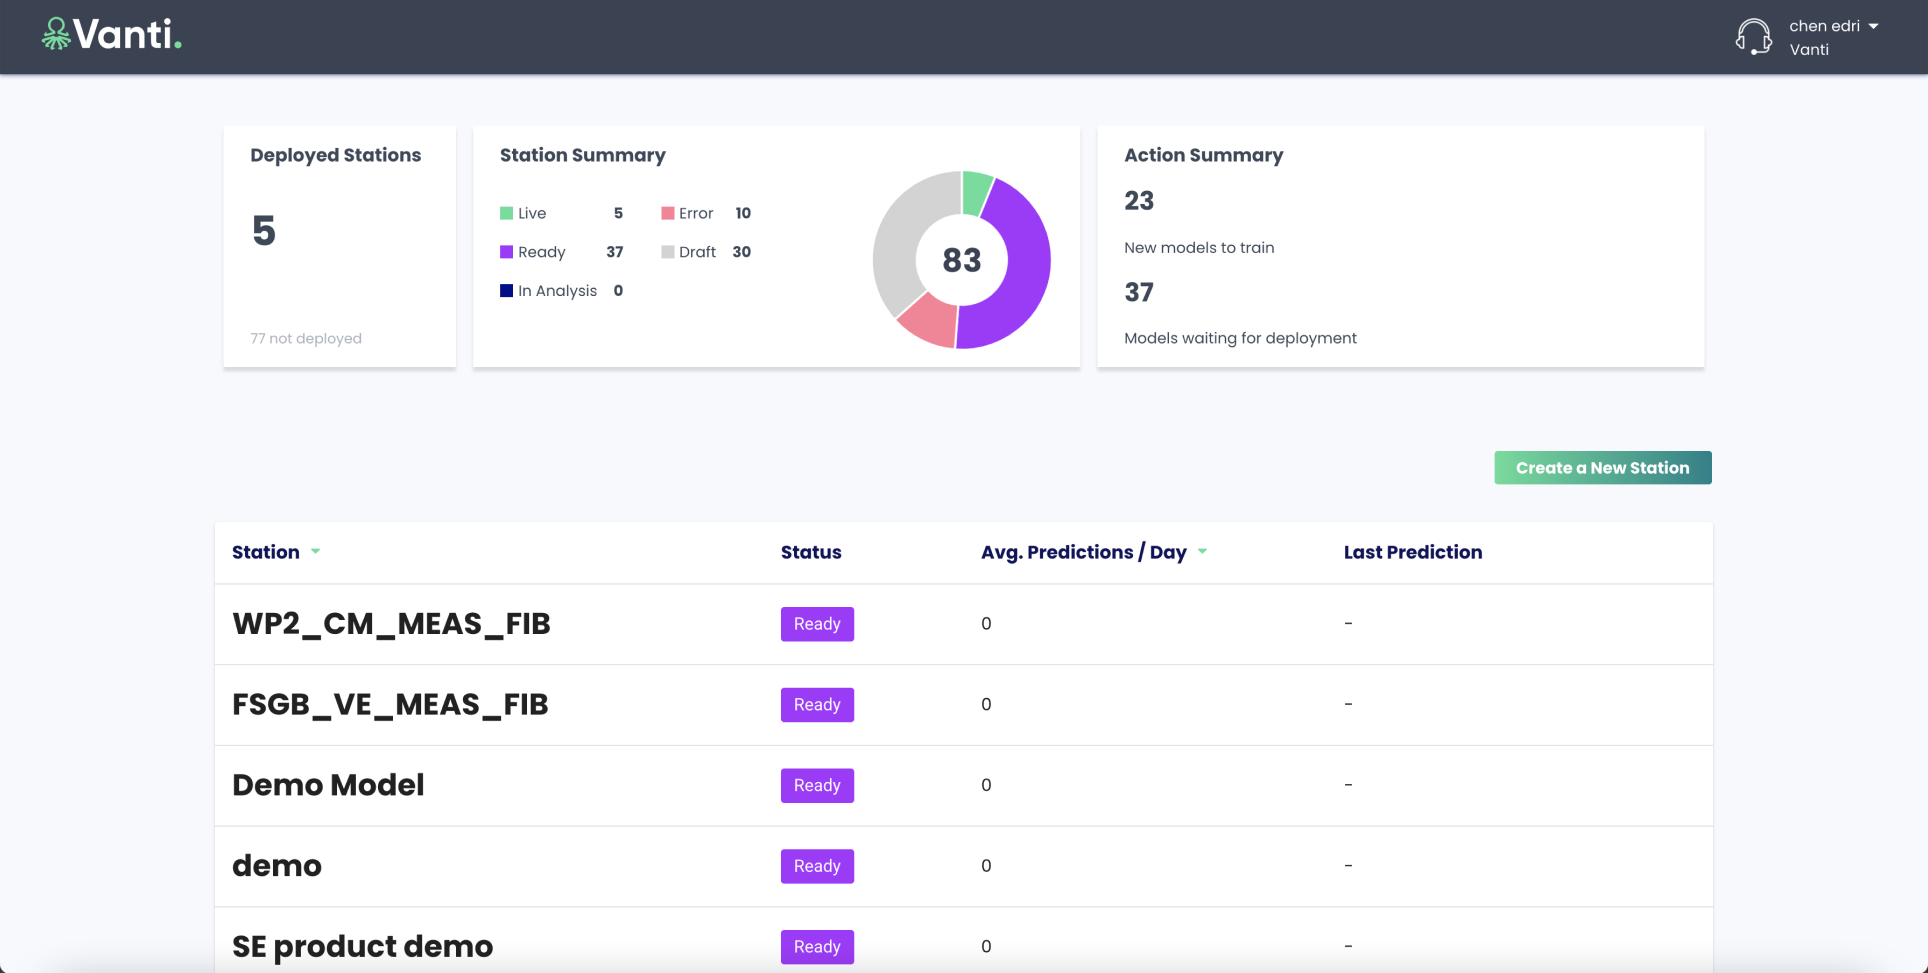 Vanti.
chen edri
Vanti
Deployed Stations
5
77 not deployed
Station Summary
Live 5 Error 10
Ready 37 Draft 30
In Analysis 0
83
Action Summary
23
New models to train
37
Models waiting for deployment
Create a New Station
Station Status Avg. Predictions / Day Last Prediction
WP2_CM_MEAS_FIB Ready 0 -
FSGB_VE_MEAS_FIB Ready 0 -
Demo Model Ready 0 -
demo Ready 0 -
SE product demo Ready 0 -